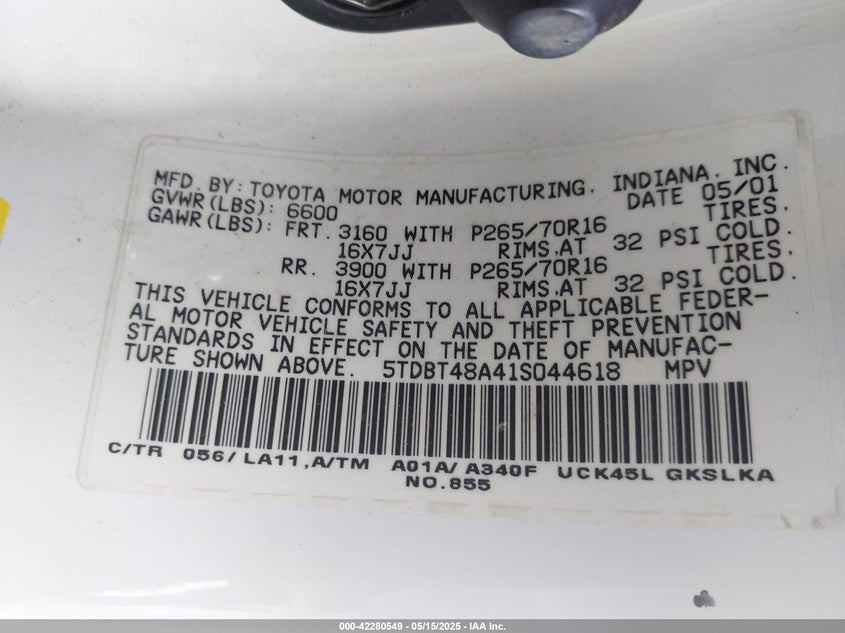 MFD. BY: TOYOTA MOTOR MANUFACTURING, INDIANA, INC.
GVWR(LBS): 6600 DATE 05/01
GAWR(LBS): FRT. 3160 WITH P265/70R16 TIRES.
16X7JJ RIMS.AT 32 PSI COLD.
RR. 3900 WITH P265/70R16 TIRES.
16X7JJ RIMS.AT 32 PSI COLD.
THIS VEHICLE CONFORMS TO ALL APPLICABLE FEDER-
AL MOTOR VEHICLE SAFETY AND THEFT PREVENTION
STANDARDS IN EFFECT ON THE DATE OF MANUFAC-
TURE SHOWN ABOVE. 5TDBT48A41S044618 MPV
C/TR 056/LA11,A/TM A01A/A340F UCK45L GKSLKA
NO.855
000-42280549 - 05/15/2025 - IAA Inc.